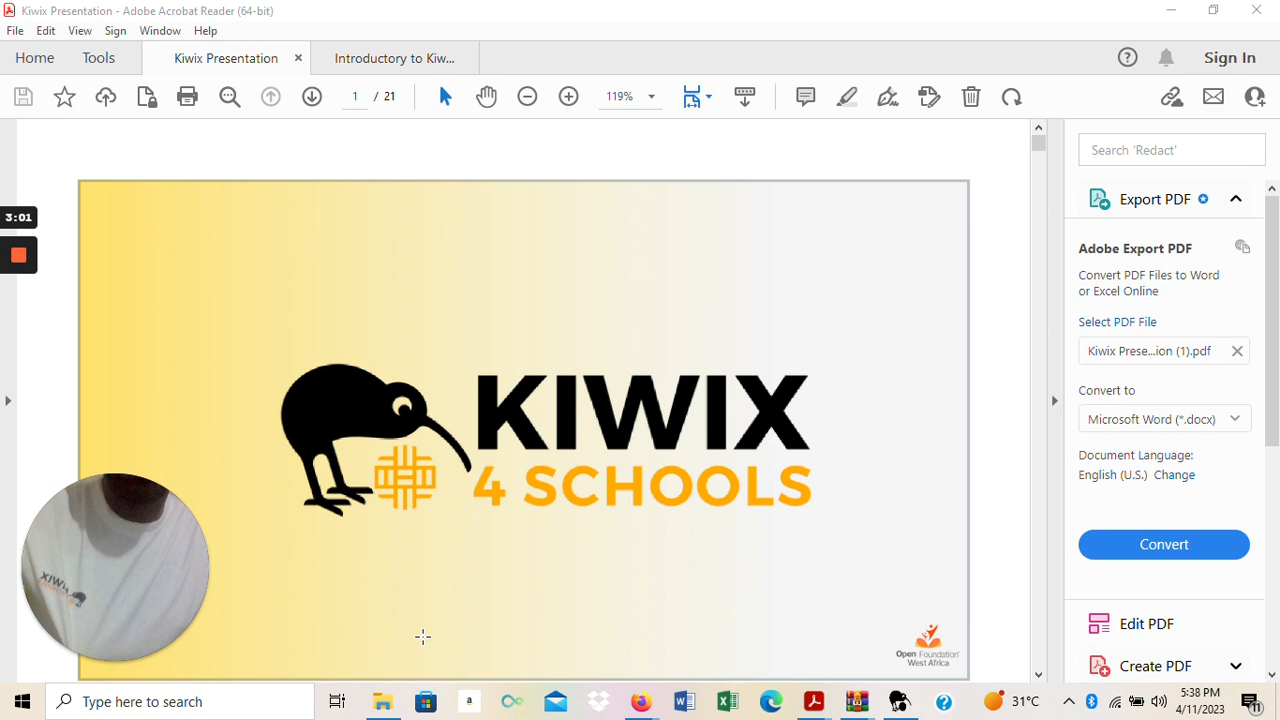 Kiwix Presentation - Adobe Acrobat Reader (64-bit)
File Edit View Sign Window Help
Home Tools Kiwix Presentation Introductory to Kiw... Sign In
1 / 21 119%
Search 'Redact'
3:01
Export PDF
Adobe Export PDF
Convert PDF Files to Word
or Excel Online
Select PDF File
Kiwix Prese...ion (1).pdf
Convert to
Microsoft Word (*.docx)
Document Language:
English (U.S.) Change
Convert
Edit PDF
Create PDF
KIWIX
4 SCHOOLS
KIWIX
Open Foundation
West Africa
Type here to search
a
31°C
5:38 PM
4/11/2023
11